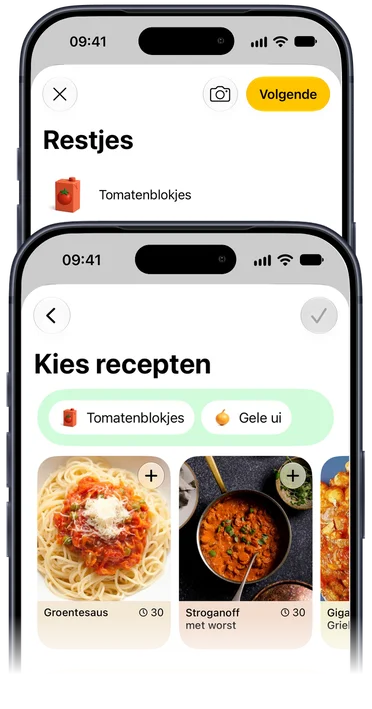 09:41
Volgende
Restjes
Tomatenblokjes
09:41
Kies recepten
Tomatenblokjes
Gele ui
Groentesaus 30
Stroganoff 30
met worst